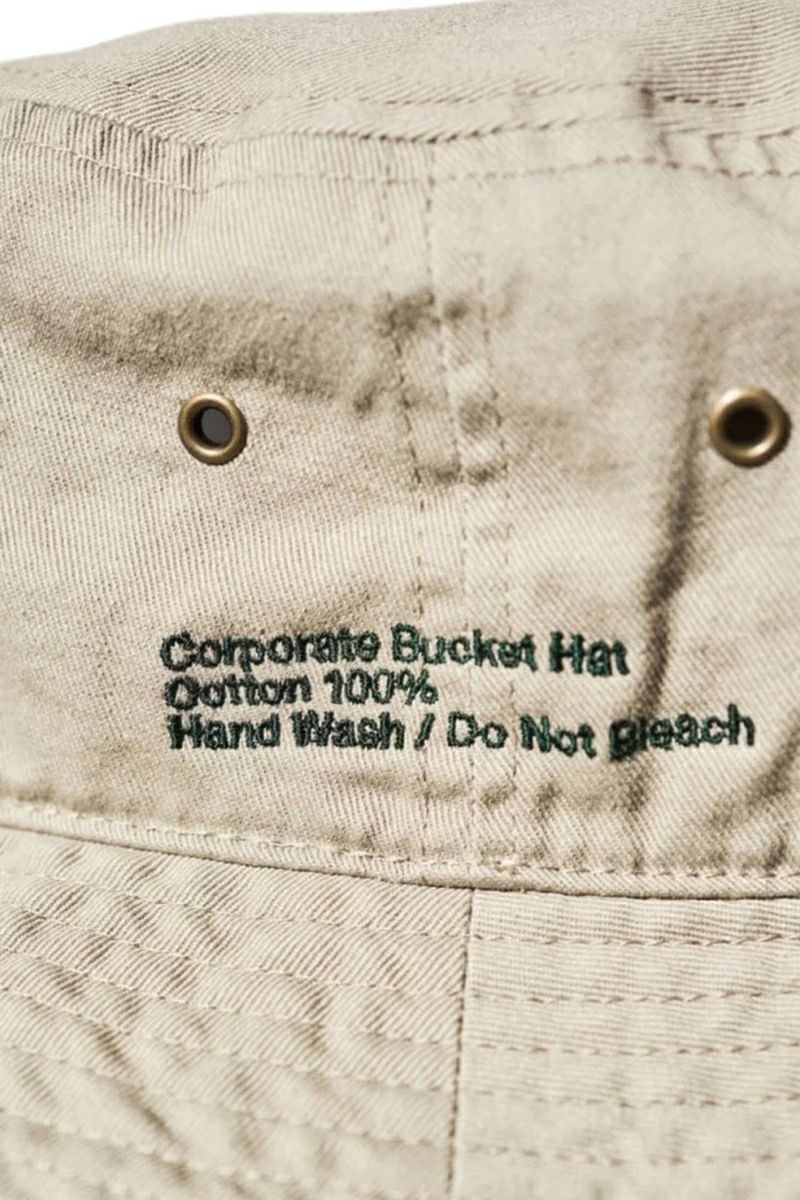 Corporate Bucket Hat
Cotton 100%
Hand Wash / Do Not Bleach